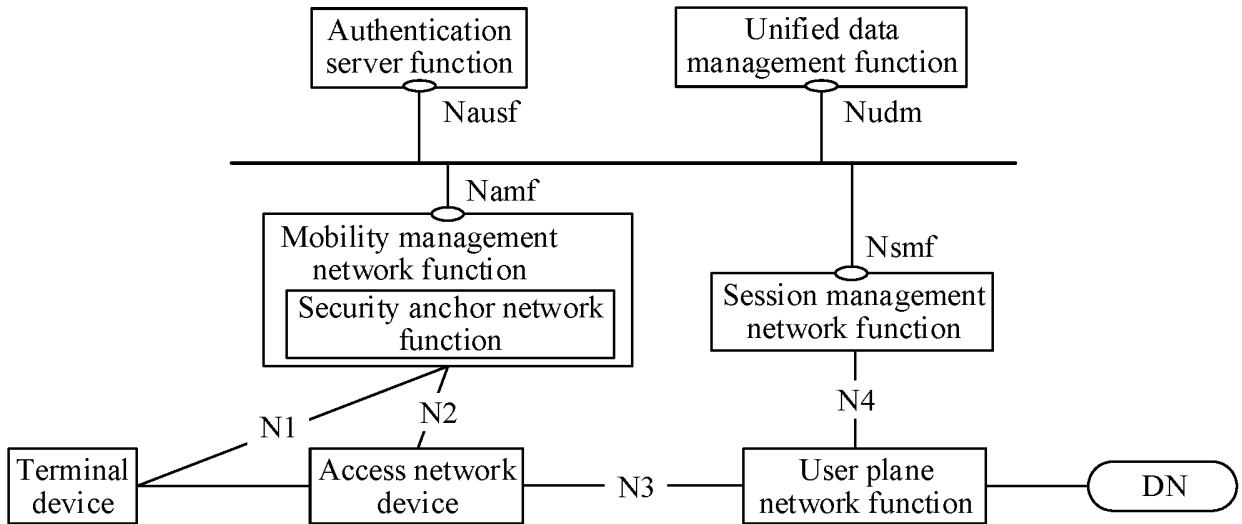 Authentication
server function
Unified data
management function
Nausf
Nudm
Namf
Mobility management
network function
Security anchor network
function
Nsmf
Session management
network function
N1
N2
N4
Terminal
device
Access network
device
N3
User plane
network function
DN